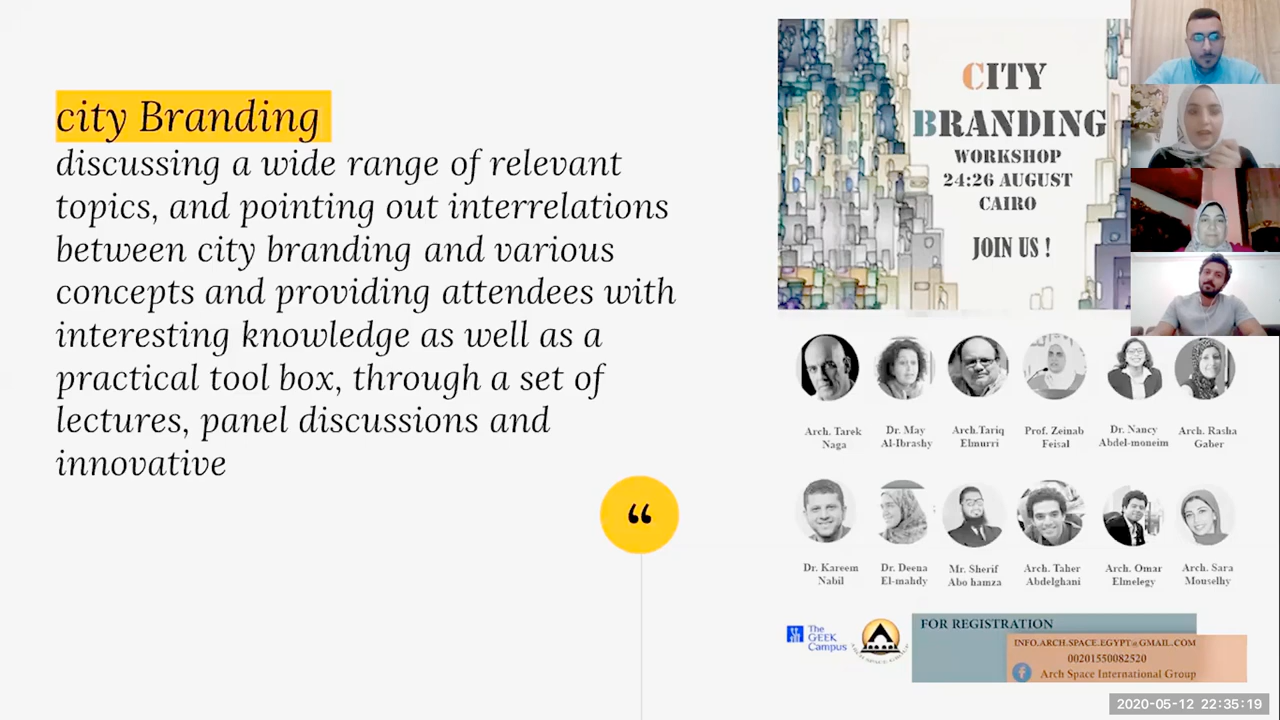 city Branding
discussing a wide range of relevant
topics, and pointing out interrelations
between city branding and various
concepts and providing attendees with
interesting knowledge as well as a
practical tool box, through a set of
lectures, panel discussions and
innovative
“
CITY
BRANDING
WORKSHOP
24:26 AUGUST
CAIRO
JOIN US !
Arch. Tarek
Naga
Dr. May
Al-Ibrashy
Arch.Tariq
Elmurri
Prof. Zeinab
Feisal
Dr. Nancy
Abdel-moneim
Arch. Rasha
Gaber
Dr. Kareem
Nabil
Dr. Deena
El-mahdy
Mr. Sherif
Abo hamza
Arch. Taher
Abdelghani
Arch. Omar
Elmelegy
Arch. Sara
Mouselhy
The
GEEK
Campus
FOR REGISTRATION
INFO.ARCH.SPACE.EGYPT@GMAIL.COM
00201550082520
Arch Space International Group
2020-05-12 22:35:19